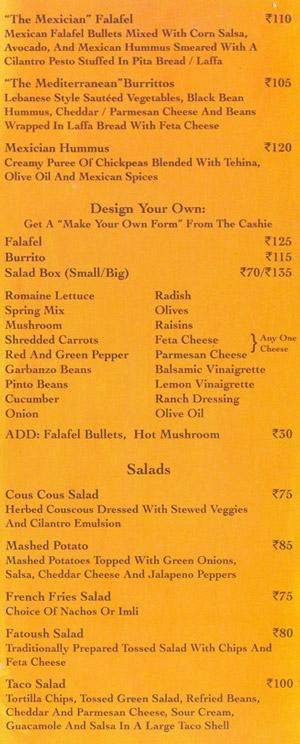 "The Mexician" Falafel ₹110
Mexican Falafel Bullets Mixed With Corn Salsa,
Avocado, And Mexican Hummus Smeared With A
Cilantro Pesto Stuffed In Pita Bread / Laffa
"The Mediterranean"Burrittos ₹105
Lebanese Style Sautéed Vegetables, Black Bean
Hummus, Cheddar / Parmesan Cheese And Beans
Wrapped In Laffa Bread With Feta Cheese
Mexician Hummus ₹120
Creamy Puree Of Chickpeas Blended With Tehina,
Olive Oil And Mexican Spices
Design Your Own:
Get A "Make Your Own Form" From The Cashie
Falafel ₹125
Burrito ₹115
Salad Box (Small/Big) ₹70/₹135
Romaine Lettuce Radish
Spring Mix Olives
Mushroom Raisins
Shredded Carrots Feta Cheese } Any One
Red And Green Pepper Parmesan Cheese Cheese
Garbanzo Beans Balsamic Vinaigrette
Pinto Beans Lemon Vinaigrette
Cucumber Ranch Dressing
Onion Olive Oil
ADD: Falafel Bullets, Hot Mushroom ₹30
Salads
Cous Cous Salad ₹75
Herbed Couscous Dressed With Stewed Veggies
And Cilantro Emulsion
Mashed Potato ₹85
Mashed Potatoes Topped With Green Onions,
Salsa, Cheddar Cheese And Jalapeno Peppers
French Fries Salad ₹75
Choice Of Nachos Or Imli
Fatoush Salad ₹80
Traditionally Prepared Tossed Salad With Chips And
Feta Cheese
Taco Salad ₹100
Tortilla Chips, Tossed Green Salad, Refried Beans,
Cheddar And Parmesan Cheese, Sour Cream,
Guacamole And Salsa In A Large Taco Shell